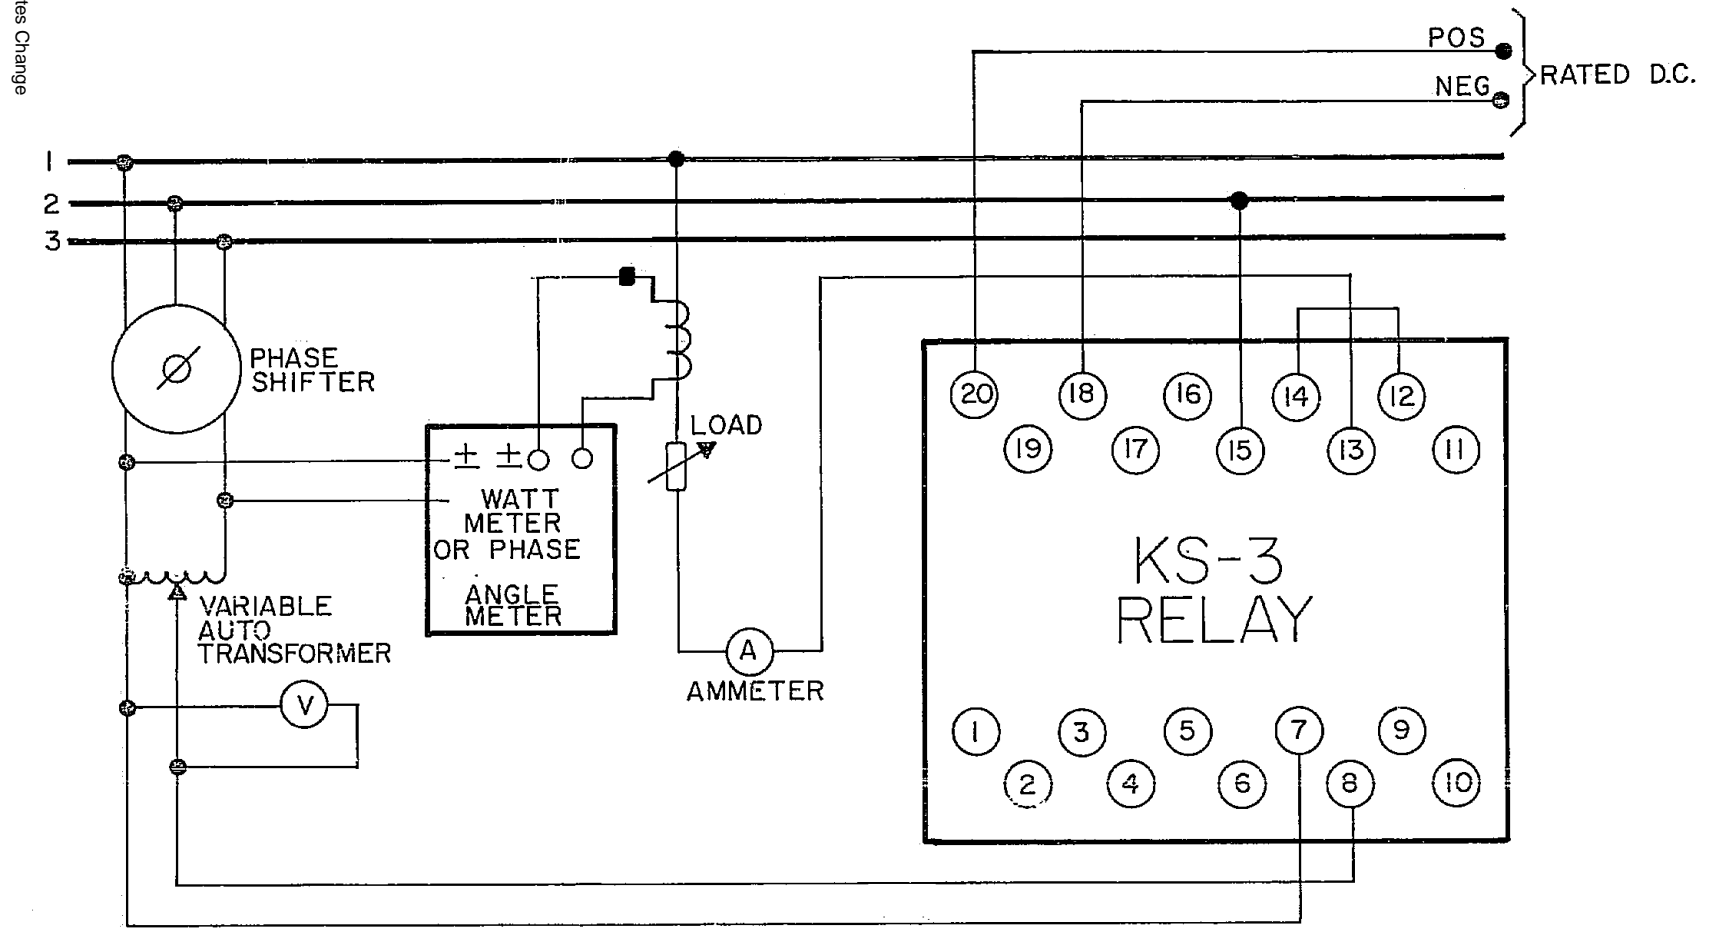 tes Change
POS
NEG
RATED D.C.
1
2
3
PHASE
SHIFTER
LOAD
± ±
WATT
METER
OR PHASE
ANGLE
METER
VARIABLE
AUTO
TRANSFORMER
V
A
AMMETER
20 18 16 14 12
19 17 15 13 11
KS-3
RELAY
1 3 5 7 9
2 4 6 8 10